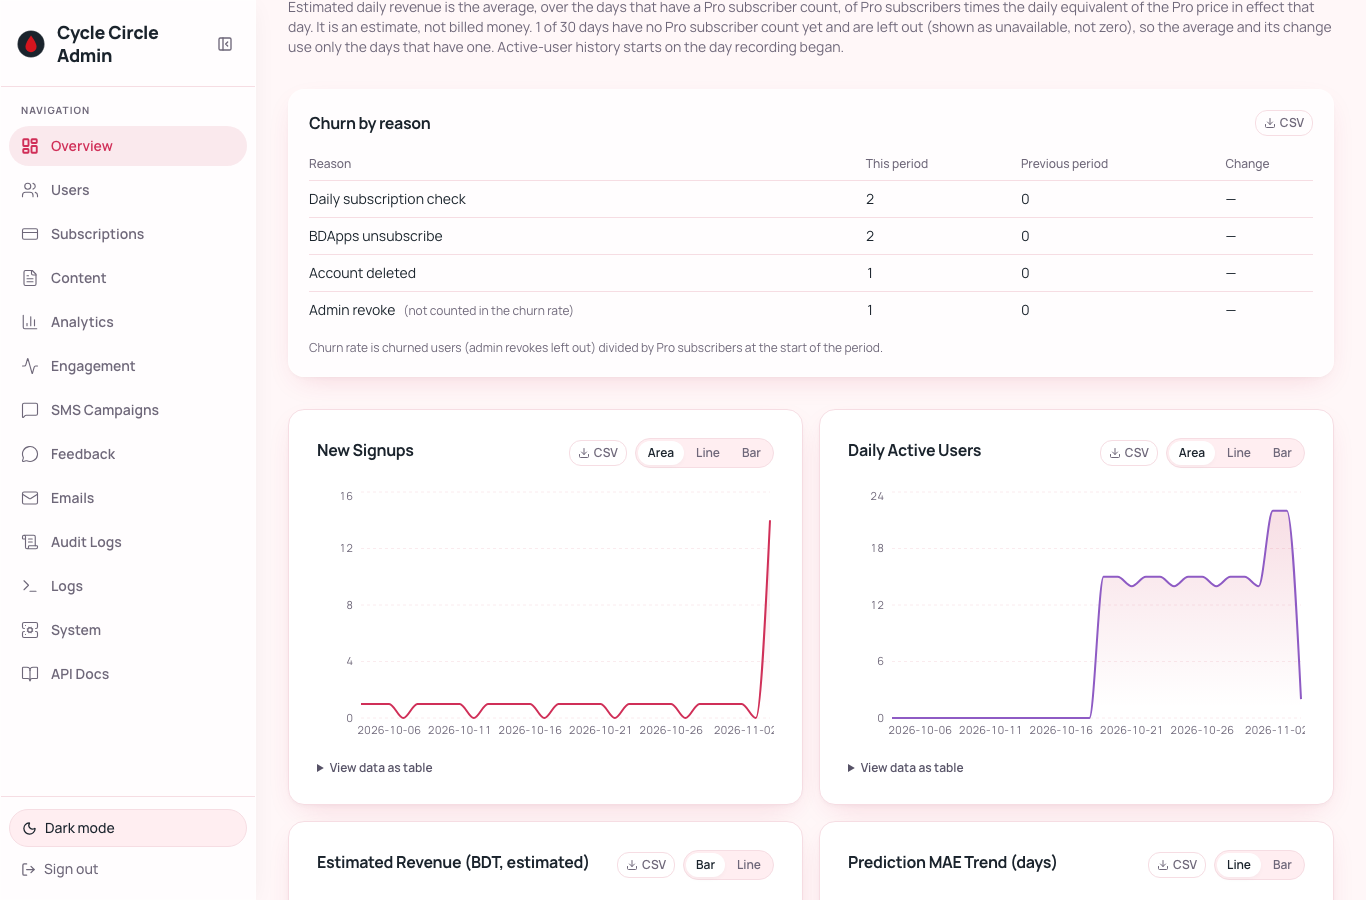 Estimated daily revenue is the average, over the days that have a Pro subscriber count, of Pro subscribers times the daily equivalent of the Pro price in effect that
day. It is an estimate, not billed money. 1 of 30 days have no Pro subscriber count yet and are left out (shown as unavailable, not zero), so the average and its change
use only the days that have one. Active-user history starts on the day recording began.
Cycle Circle
Admin
NAVIGATION
Overview
Users
Subscriptions
Content
Analytics
Engagement
SMS Campaigns
Feedback
Emails
Audit Logs
Logs
System
API Docs
Dark mode
Sign out
Churn by reason
CSV
Reason This period Previous period Change
Daily subscription check 2 0 —
BDApps unsubscribe 2 0 —
Account deleted 1 0 —
Admin revoke (not counted in the churn rate) 1 0 —
Churn rate is churned users (admin revokes left out) divided by Pro subscribers at the start of the period.
New Signups CSV Area Line Bar
16
12
8
4
0
2026-10-06 2026-10-11 2026-10-16 2026-10-21 2026-10-26 2026-11-02
View data as table
Daily Active Users CSV Area Line Bar
24
18
12
6
0
2026-10-06 2026-10-11 2026-10-16 2026-10-21 2026-10-26 2026-11-02
View data as table
Estimated Revenue (BDT, estimated) CSV Bar Line
Prediction MAE Trend (days) CSV Line Bar